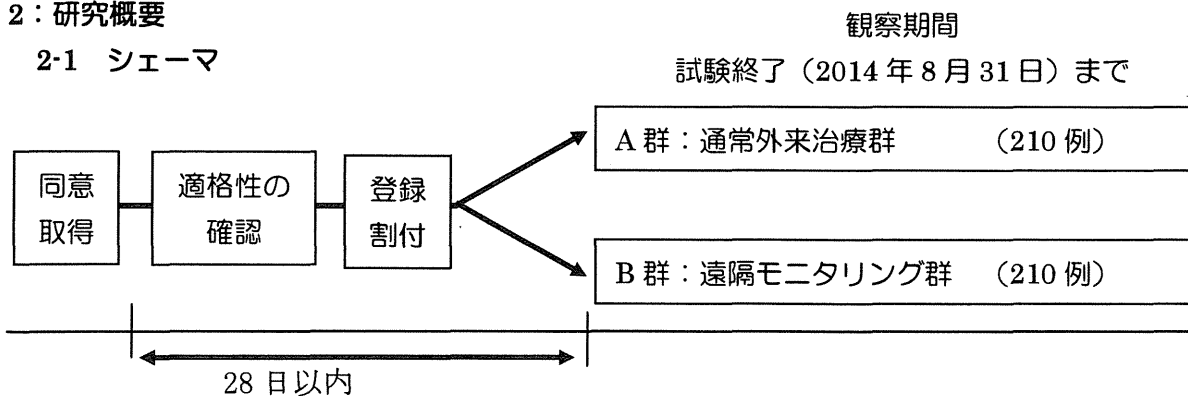 2：研究概要
2-1 シェーマ
観察期間
試験終了（2014 年 8 月 31 日）まで
同意
取得
適格性の
確認
登録
割付
A 群：通常外来治療群 （210 例）
B 群：遠隔モニタリング群 （210 例）
28 日以内